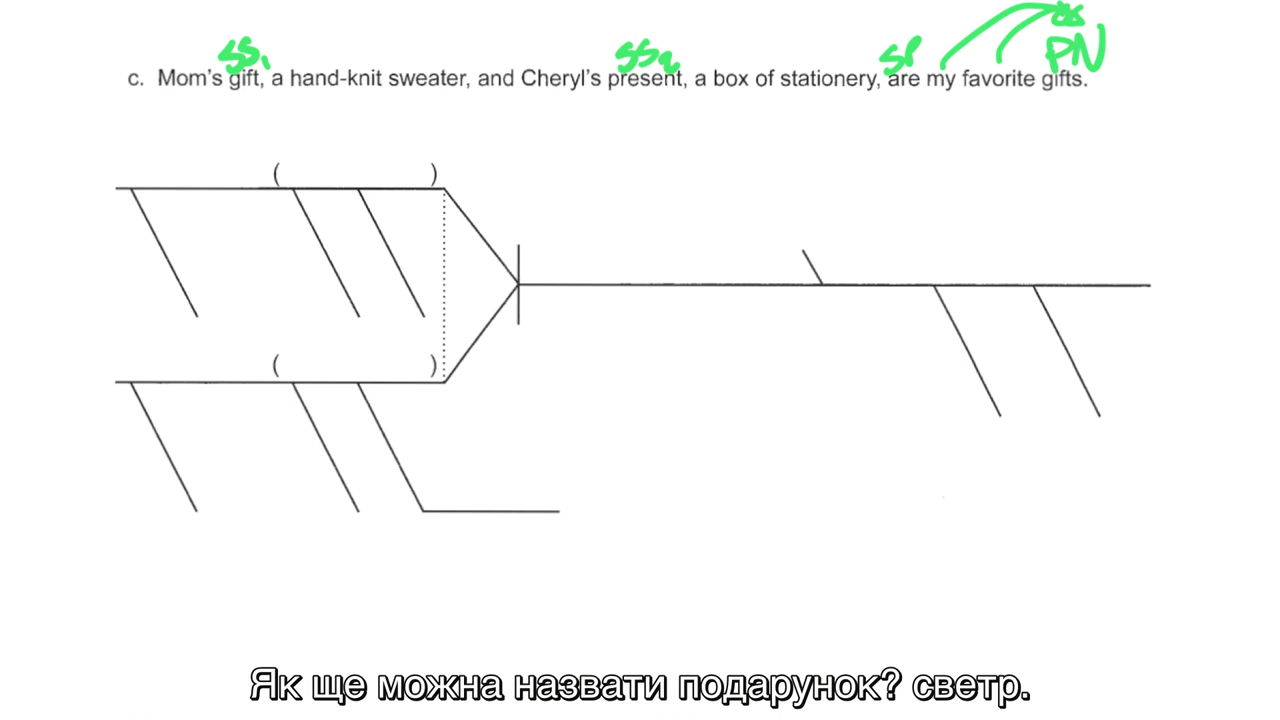 SS₁ SS₂ SP PN
c. Mom's gift, a hand-knit sweater, and Cheryl's present, a box of stationery, are my favorite gifts.
( )
( )
Як ще можна назвати подарунок? светр.